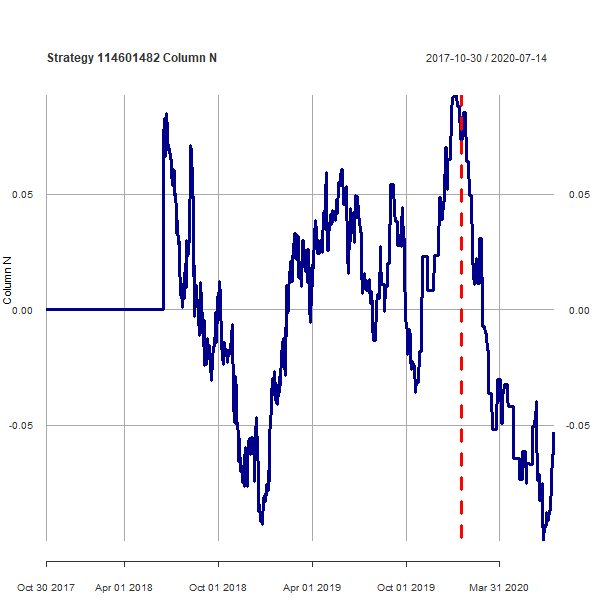 Strategy 114601482 Column N
2017-10-30 / 2020-07-14
Column N
0.05
0.00
-0.05
0.05
0.00
-0.05
Oct 30 2017
Apr 01 2018
Oct 01 2018
Apr 01 2019
Oct 01 2019
Mar 31 2020